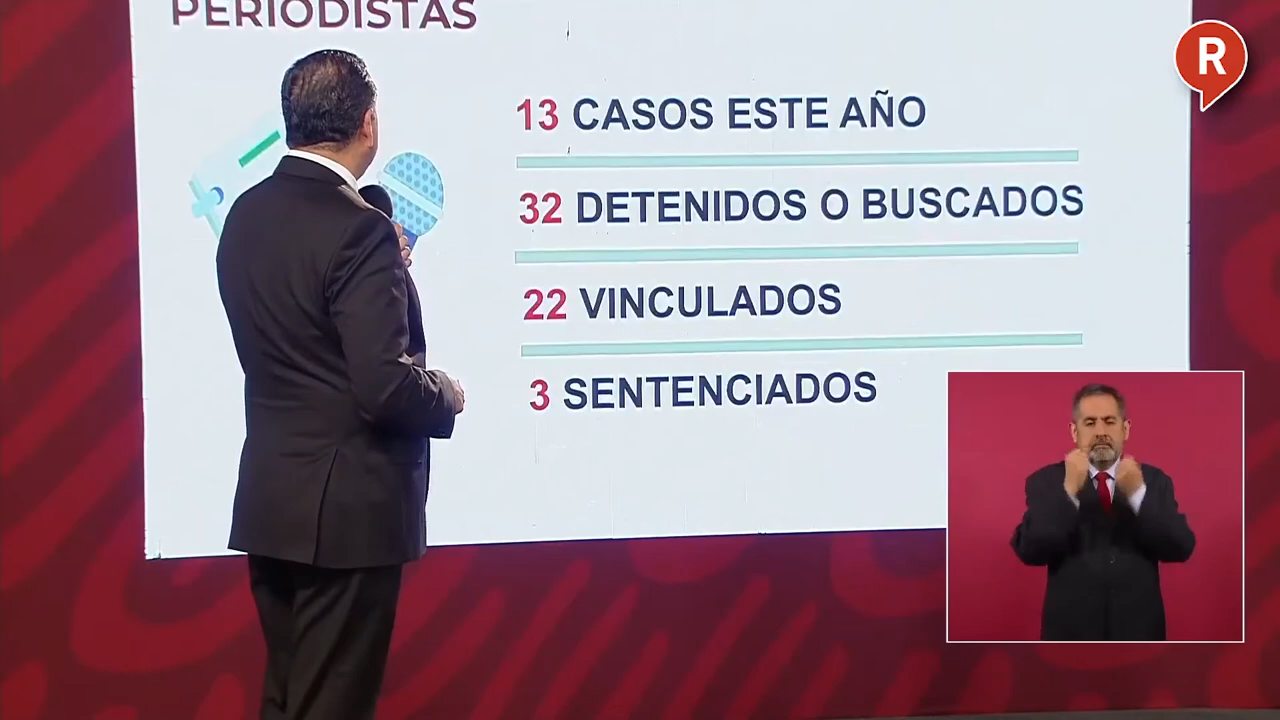 PERIODISTAS
R
13 CASOS ESTE AÑO
32 DETENIDOS O BUSCADOS
22 VINCULADOS
3 SENTENCIADOS